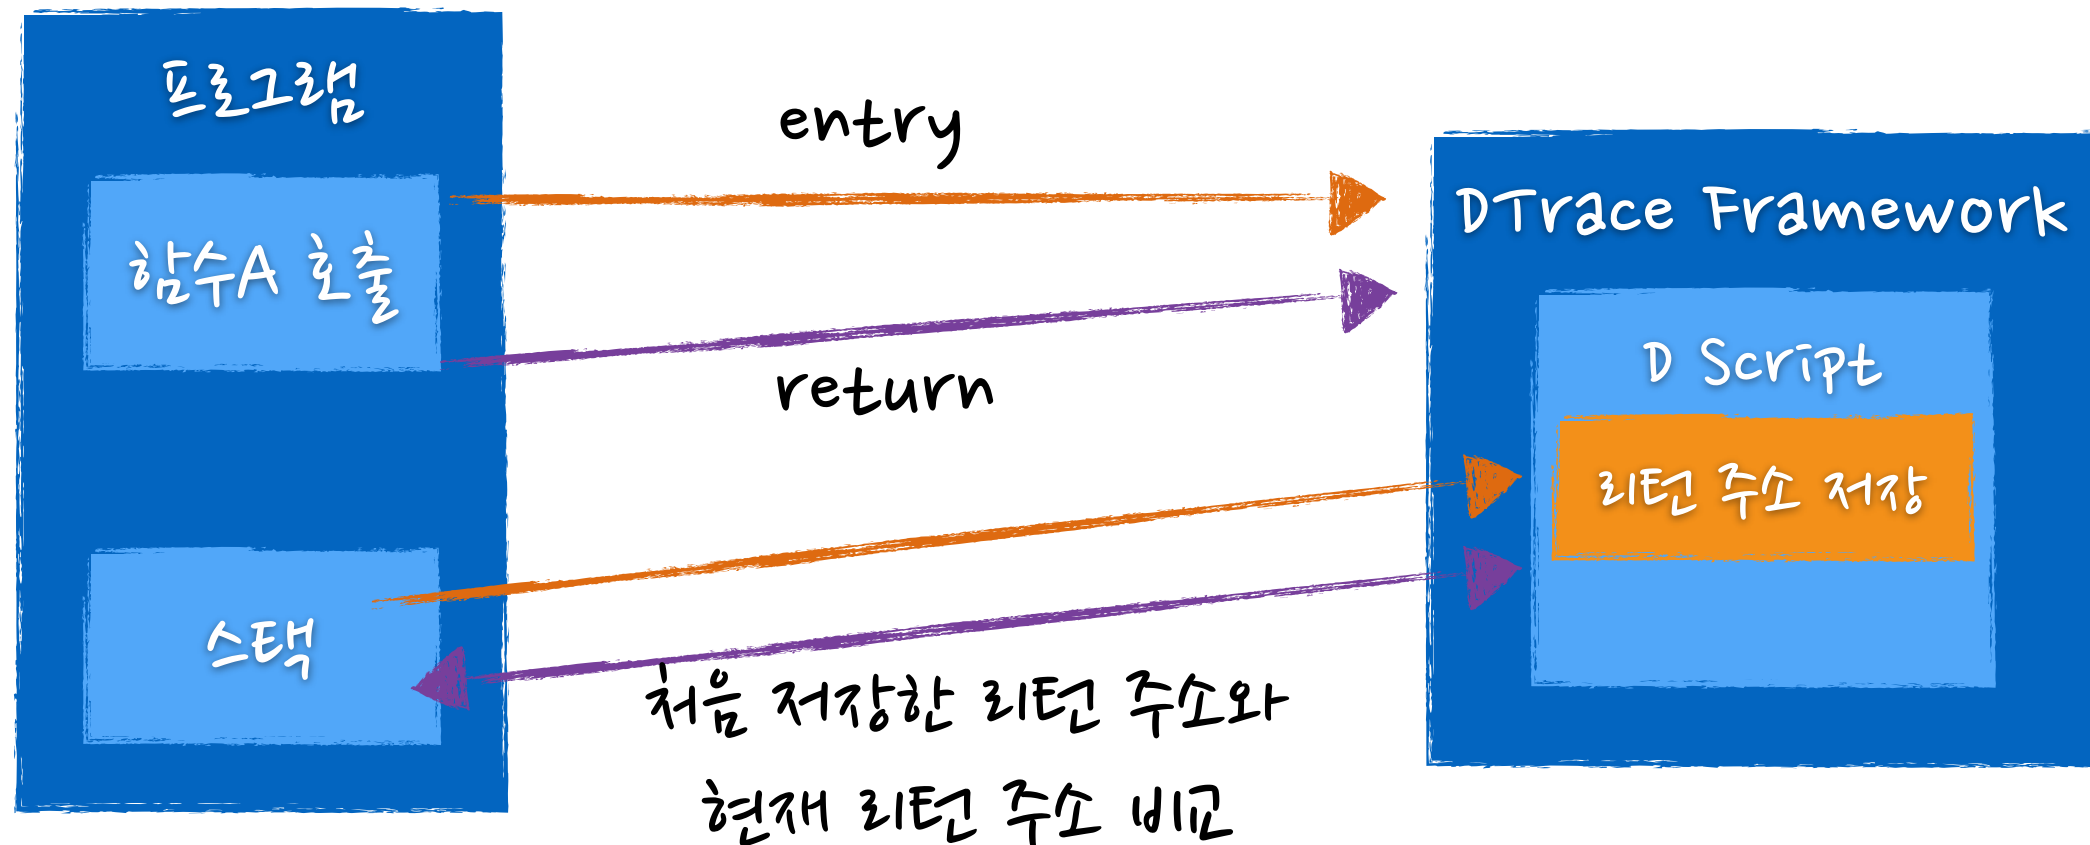 프로그램
함수A 호출
스택
entry
return
처음 저장한 리턴 주소와
현재 리턴 주소 비교
DTrace Framework
D Script
리턴 주소 저장